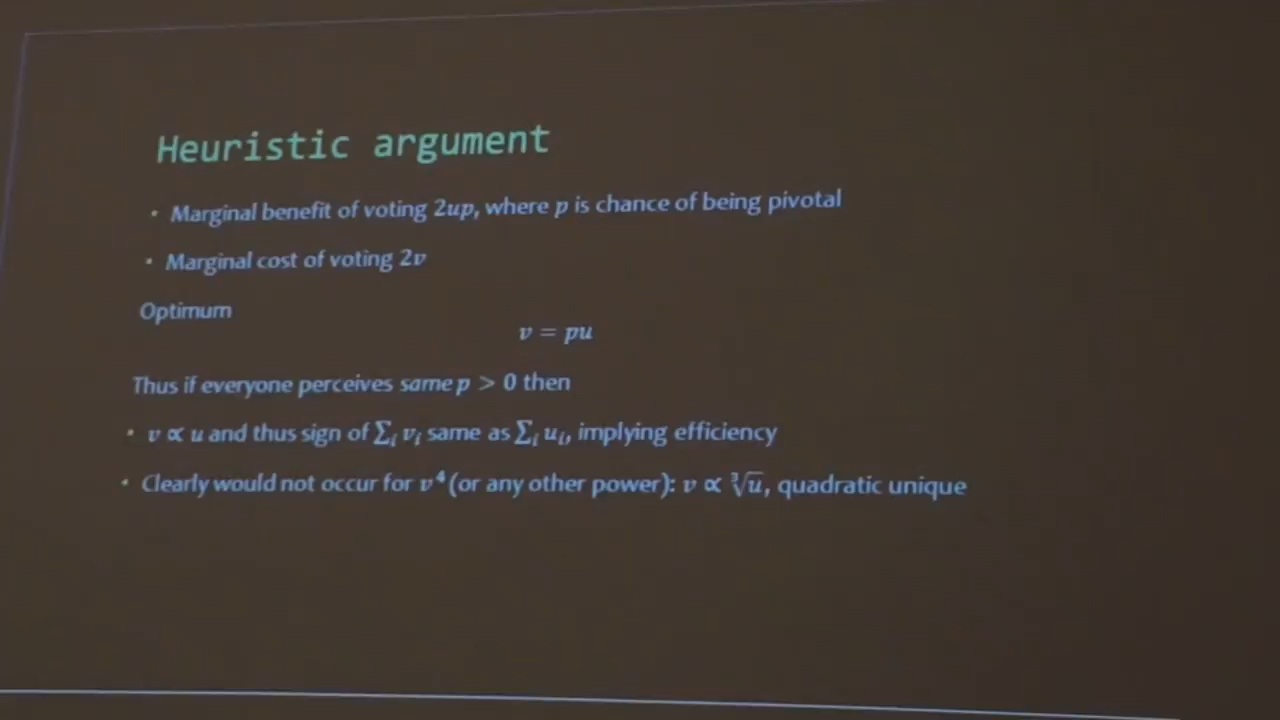 Heuristic argument
• Marginal benefit of voting 2up, where p is chance of being pivotal
• Marginal cost of voting 2v
Optimum
v = pu
Thus if everyone perceives same p > 0 then
• v ∝ u and thus sign of ∑ᵢ vᵢ same as ∑ᵢ uᵢ, implying efficiency
• Clearly would not occur for v⁴ (or any other power): v ∝ ∛u, quadratic unique